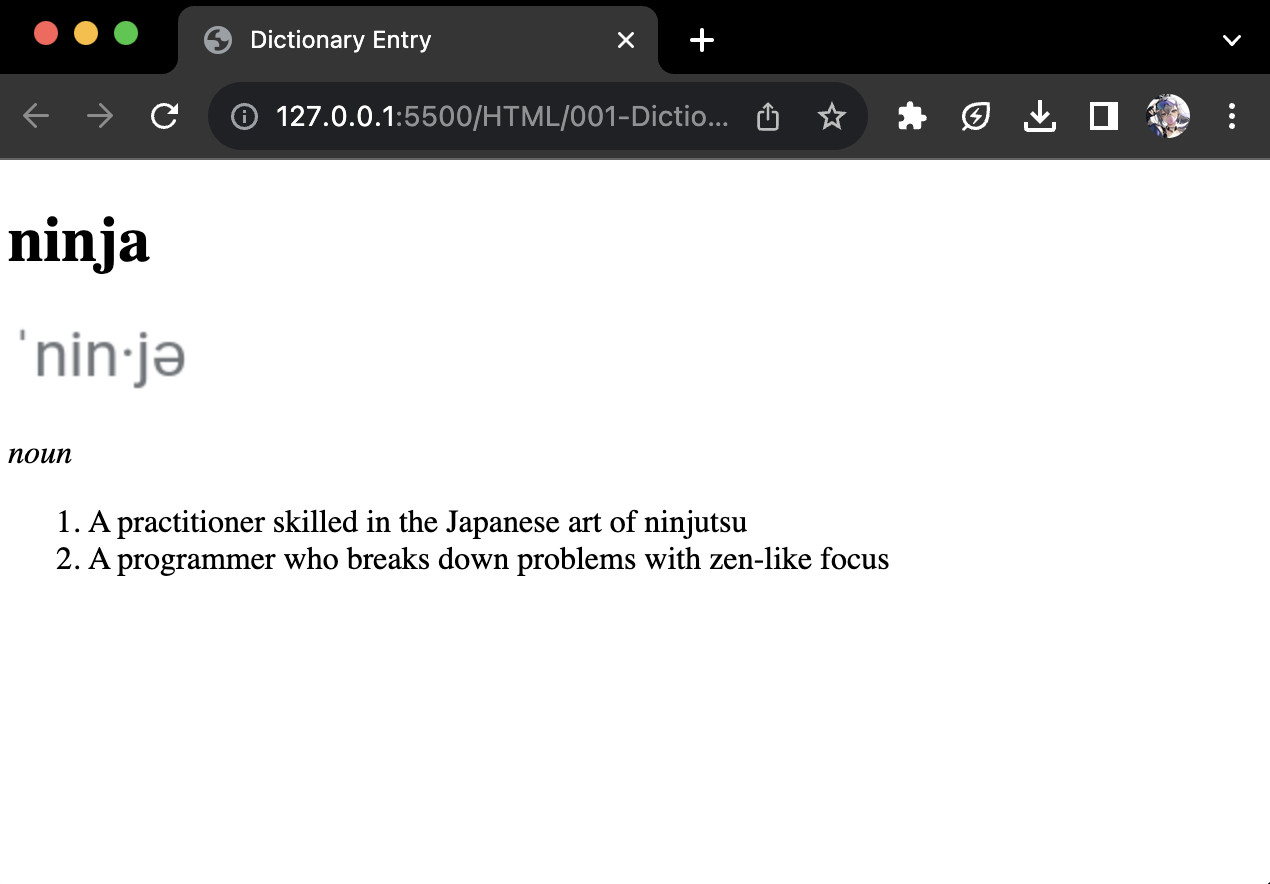 Dictionary Entry
127.0.0.1:5500/HTML/001-Dictio...
ninja
ˈnin·jə
noun
1. A practitioner skilled in the Japanese art of ninjutsu
2. A programmer who breaks down problems with zen-like focus